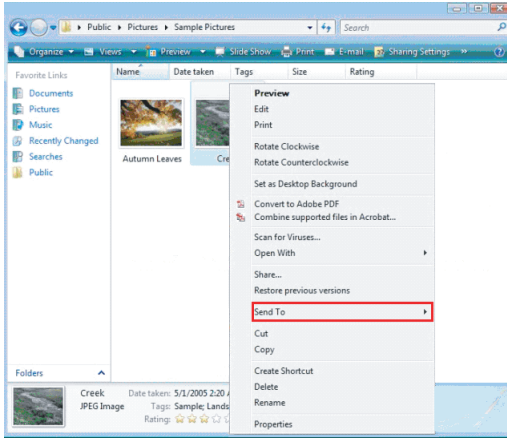 Public ▸ Pictures ▸ Sample Pictures
Search
Organize Views Preview Slide Show Print E-mail Sharing Settings »
Favorite Links
Documents
Pictures
Music
Recently Changed
Searches
Public
Folders
Name Date taken Tags Size Rating
Autumn Leaves
Cre
Preview
Edit
Print
Rotate Clockwise
Rotate Counterclockwise
Set as Desktop Background
Convert to Adobe PDF
Combine supported files in Acrobat...
Scan for Viruses...
Open With
Share...
Restore previous versions
Send To
Cut
Copy
Create Shortcut
Delete
Rename
Properties
Creek Date taken: 5/1/2005 2:20
JPEG Image Tags: Sample; Lands
Rating: